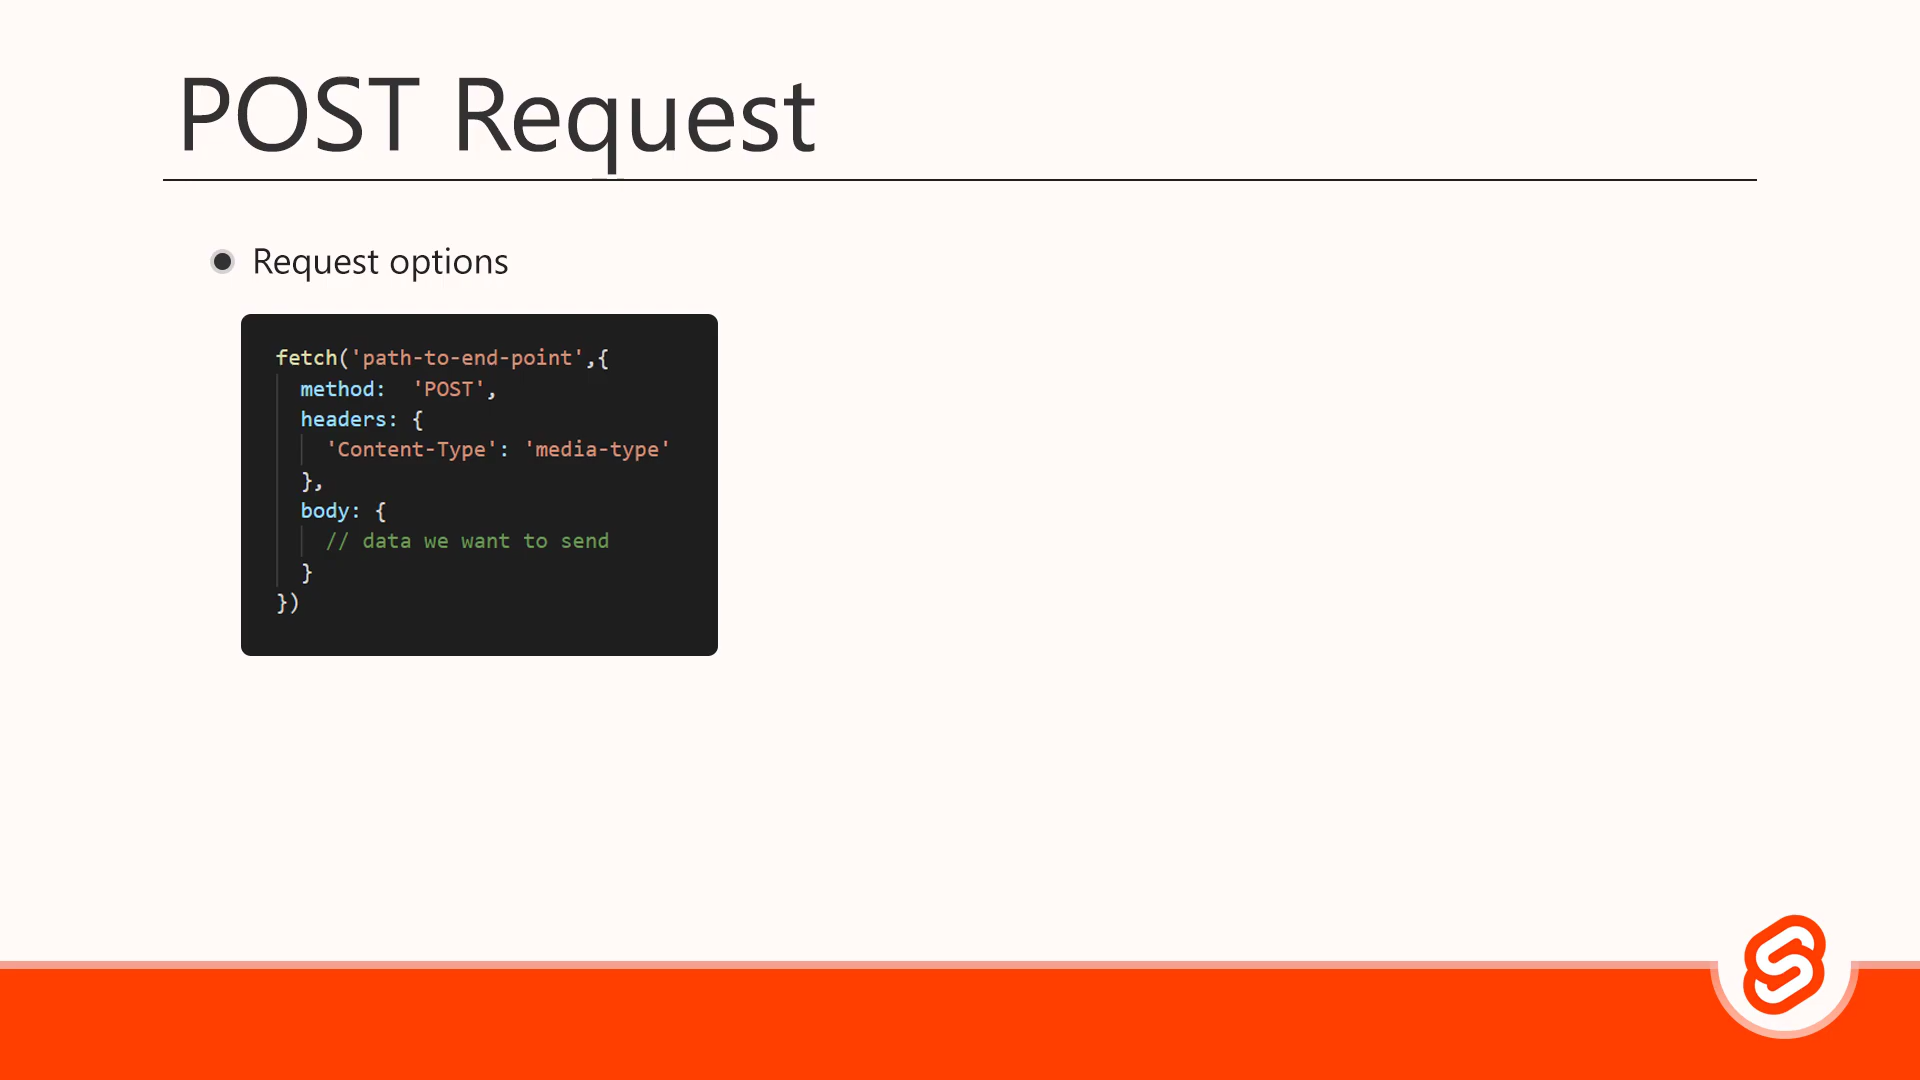 POST Request
Request options
fetch('path-to-end-point',{
  method:  'POST',
  headers: {
    'Content-Type': 'media-type'
  },
  body: {
    // data we want to send
  }
})